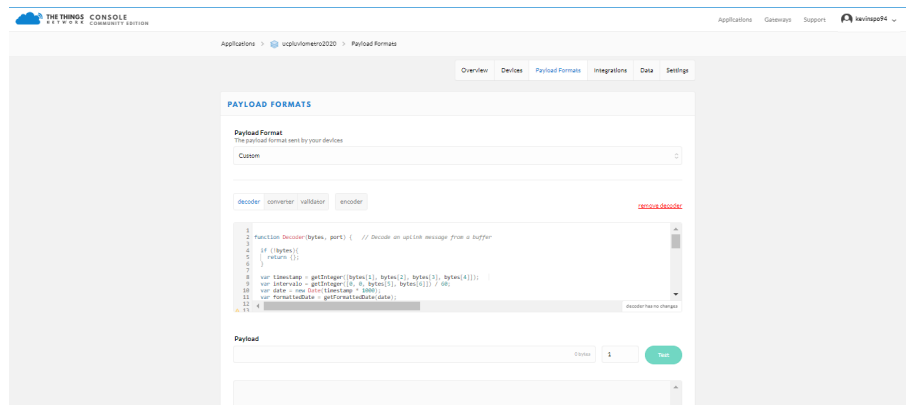 THE THINGS NETWORK
CONSOLE COMMUNITY EDITION
Applications Gateways Support kevinspo94
Applications > ucpluviometro2020 > Payload Formats
Overview Devices Payload Formats Integrations Data Settings
PAYLOAD FORMATS
Payload Format
The payload format sent by your devices
Custom
decoder converter validator encoder
remove decoder
1
2 function Decoder(bytes, port) { // Decode an uplink message from a buffer
3
4 if (!bytes){
5 return {};
6 }
7
8 var timestamp = getInteger([bytes[1], bytes[2], bytes[3], bytes[4]]);
9 var intervalo = getInteger([0, 0, bytes[5], bytes[6]]) / 60;
10 var date = new Date(timestamp * 1000);
11 var formattedDate = getFormattedDate(date);
12
13
decoder has no changes
Payload
0 bytes 1 Test